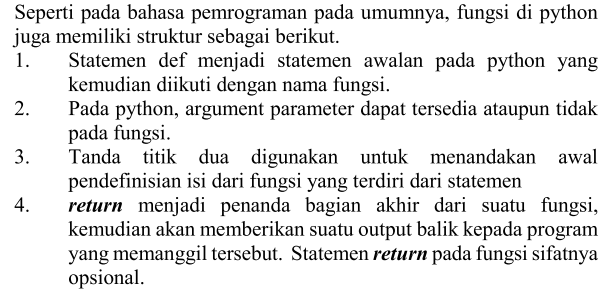 Seperti pada bahasa pemrograman pada umumnya, fungsi di python
juga memiliki struktur sebagai berikut.
1. Statemen def menjadi statemen awalan pada python yang
kemudian diikuti dengan nama fungsi.
2. Pada python, argument parameter dapat tersedia ataupun tidak
pada fungsi.
3. Tanda titik dua digunakan untuk menandakan awal
pendefinisian isi dari fungsi yang terdiri dari statemen
4. return menjadi penanda bagian akhir dari suatu fungsi,
kemudian akan memberikan suatu output balik kepada program
yang memanggil tersebut. Statemen return pada fungsi sifatnya
opsional.